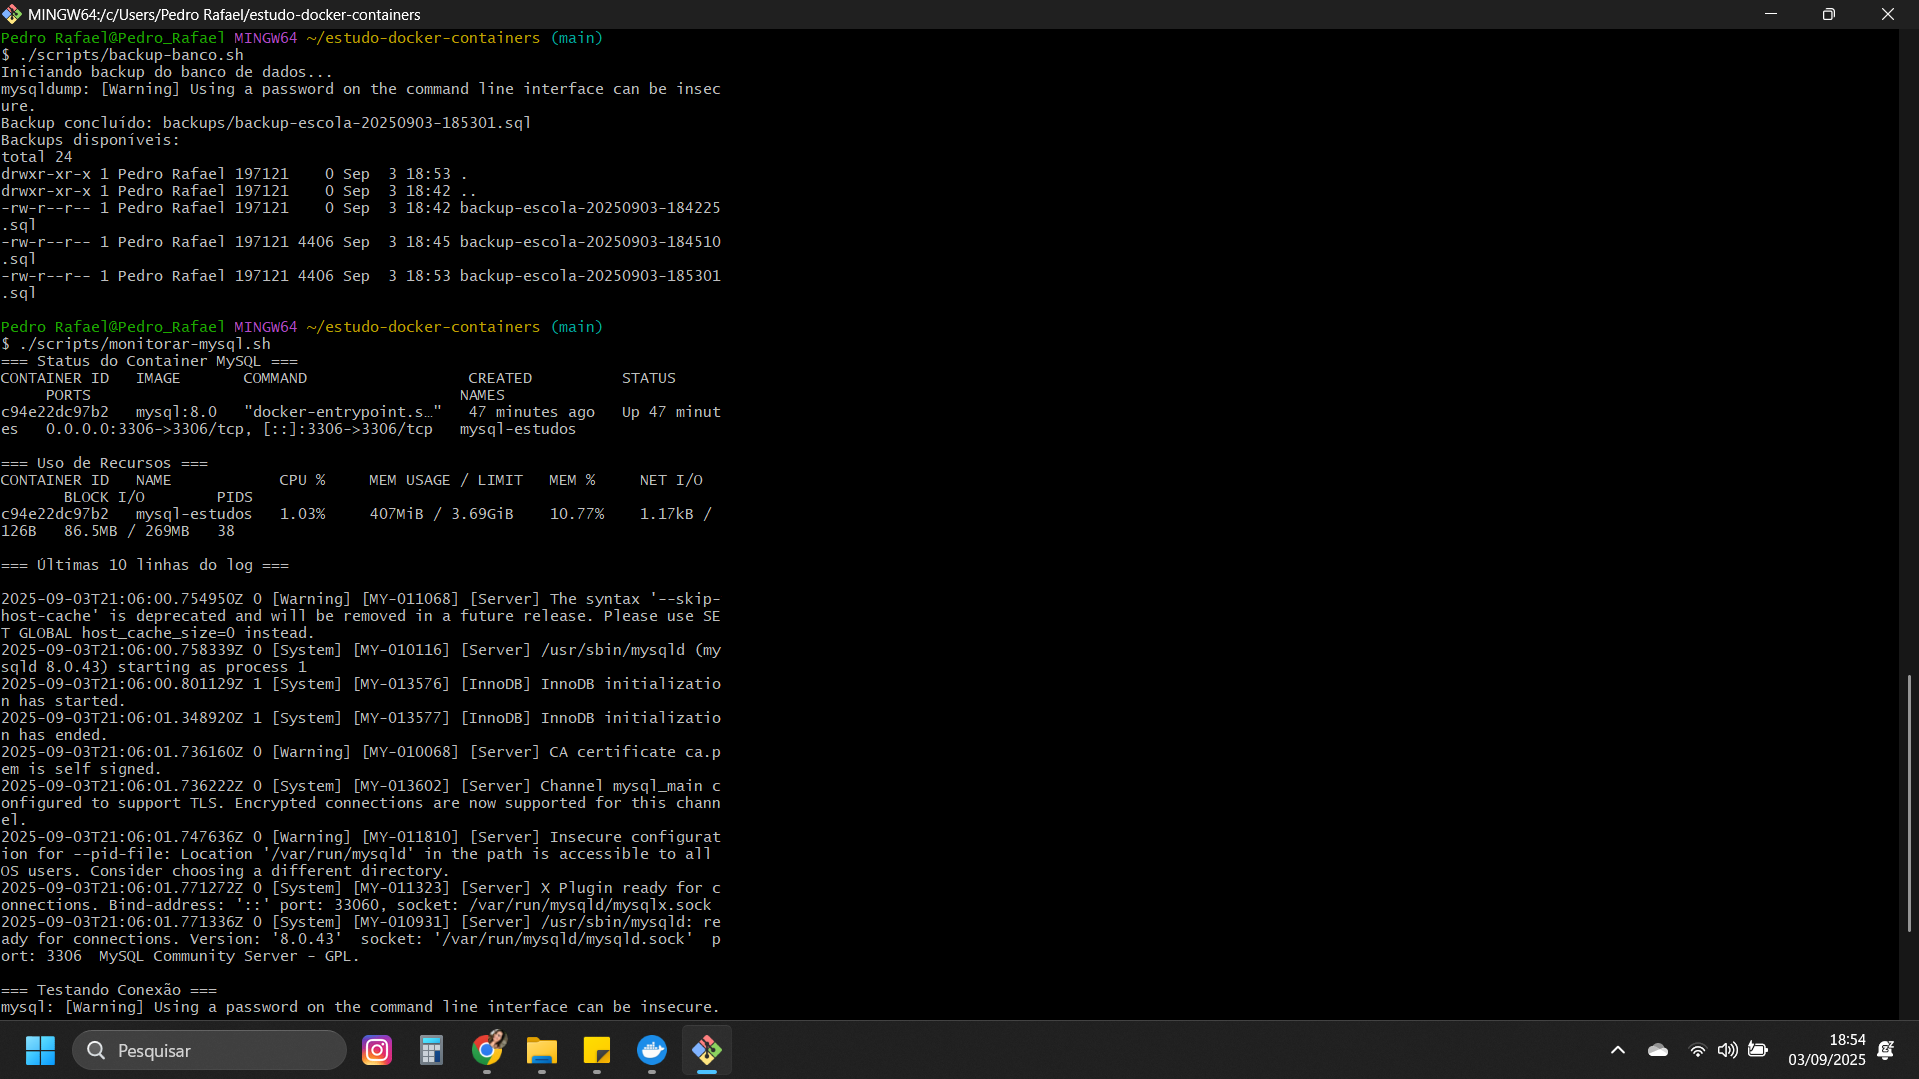 MINGW64:/c/Users/Pedro Rafael/estudo-docker-containers
Pedro Rafael@Pedro_Rafael MINGW64 ~/estudo-docker-containers (main)
$ ./scripts/backup-banco.sh
Iniciando backup do banco de dados...
mysqldump: [Warning] Using a password on the command line interface can be insec
ure.
Backup concluído: backups/backup-escola-20250903-185301.sql
Backups disponíveis:
total 24
drwxr-xr-x 1 Pedro Rafael 197121    0 Sep  3 18:53 .
drwxr-xr-x 1 Pedro Rafael 197121    0 Sep  3 18:42 ..
-rw-r--r-- 1 Pedro Rafael 197121    0 Sep  3 18:42 backup-escola-20250903-184225
.sql
-rw-r--r-- 1 Pedro Rafael 197121 4406 Sep  3 18:45 backup-escola-20250903-184510
.sql
-rw-r--r-- 1 Pedro Rafael 197121 4406 Sep  3 18:53 backup-escola-20250903-185301
.sql
Pedro Rafael@Pedro_Rafael MINGW64 ~/estudo-docker-containers (main)
$ ./scripts/monitorar-mysql.sh
=== Status do Container MySQL ===
CONTAINER ID   IMAGE       COMMAND                  CREATED          STATUS
     PORTS                                         NAMES
c94e22dc97b2   mysql:8.0   "docker-entrypoint.s…"   47 minutes ago   Up 47 minut
es   0.0.0.0:3306->3306/tcp, [::]:3306->3306/tcp   mysql-estudos
=== Uso de Recursos ===
CONTAINER ID   NAME            CPU %     MEM USAGE / LIMIT   MEM %     NET I/O
       BLOCK I/O        PIDS
c94e22dc97b2   mysql-estudos   1.03%     407MiB / 3.69GiB    10.77%    1.17kB /
126B   86.5MB / 269MB   38
=== Últimas 10 linhas do log ===
2025-09-03T21:06:00.754950Z 0 [Warning] [MY-011068] [Server] The syntax '--skip-
host-cache' is deprecated and will be removed in a future release. Please use SE
T GLOBAL host_cache_size=0 instead.
2025-09-03T21:06:00.758339Z 0 [System] [MY-010116] [Server] /usr/sbin/mysqld (my
sqld 8.0.43) starting as process 1
2025-09-03T21:06:00.801129Z 1 [System] [MY-013576] [InnoDB] InnoDB initializatio
n has started.
2025-09-03T21:06:01.348920Z 1 [System] [MY-013577] [InnoDB] InnoDB initializatio
n has ended.
2025-09-03T21:06:01.736160Z 0 [Warning] [MY-010068] [Server] CA certificate ca.p
em is self signed.
2025-09-03T21:06:01.736222Z 0 [System] [MY-013602] [Server] Channel mysql_main c
onfigured to support TLS. Encrypted connections are now supported for this chann
el.
2025-09-03T21:06:01.747636Z 0 [Warning] [MY-011810] [Server] Insecure configurat
ion for --pid-file: Location '/var/run/mysqld' in the path is accessible to all
OS users. Consider choosing a different directory.
2025-09-03T21:06:01.771272Z 0 [System] [MY-011323] [Server] X Plugin ready for c
onnections. Bind-address: '::' port: 33060, socket: /var/run/mysqld/mysqlx.sock
2025-09-03T21:06:01.771336Z 0 [System] [MY-010931] [Server] /usr/sbin/mysqld: re
ady for connections. Version: '8.0.43'  socket: '/var/run/mysqld/mysqld.sock'  p
ort: 3306  MySQL Community Server - GPL.
=== Testando Conexão ===
mysql: [Warning] Using a password on the command line interface can be insecure.
Pesquisar
18:54
03/09/2025